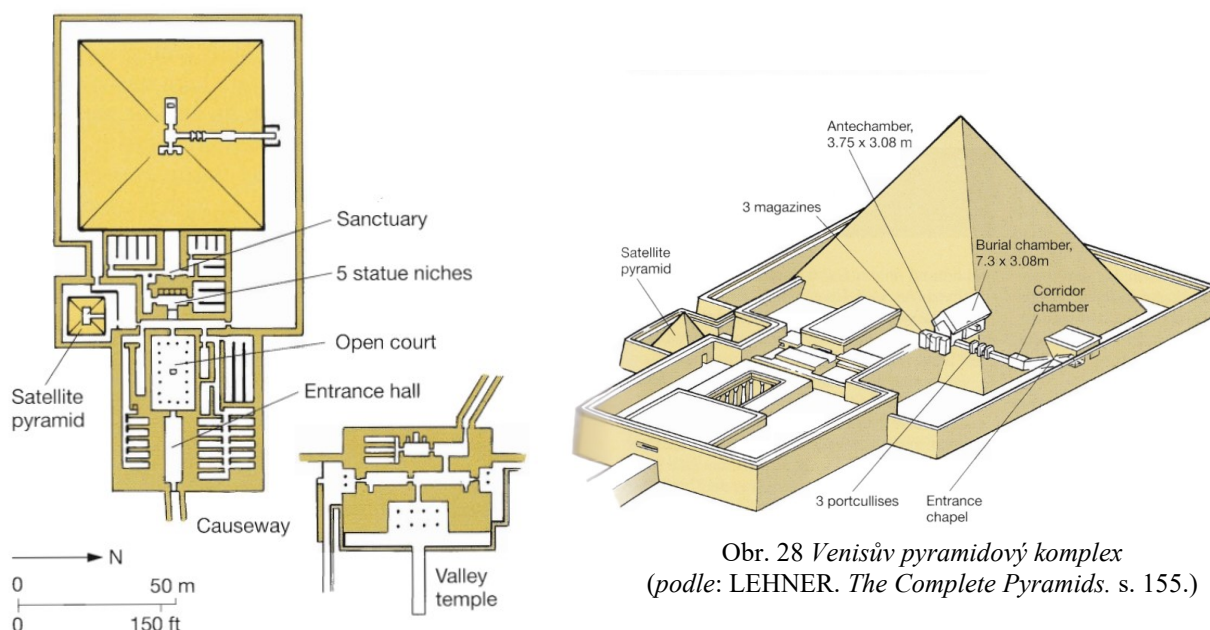 Sanctuary
5 statue niches
Open court
Entrance hall
Satellite
pyramid
Causeway
N
0
50 m
0
150 ft
Valley
temple
Antechamber,
3.75 x 3.08 m
3 magazines
Satellite
pyramid
Burial chamber,
7.3 x 3.08m
Corridor
chamber
3 portcullises
Entrance
chapel
Obr. 28 Venisův pyramidový komplex
(podle: LEHNER. The Complete Pyramids. s. 155.)